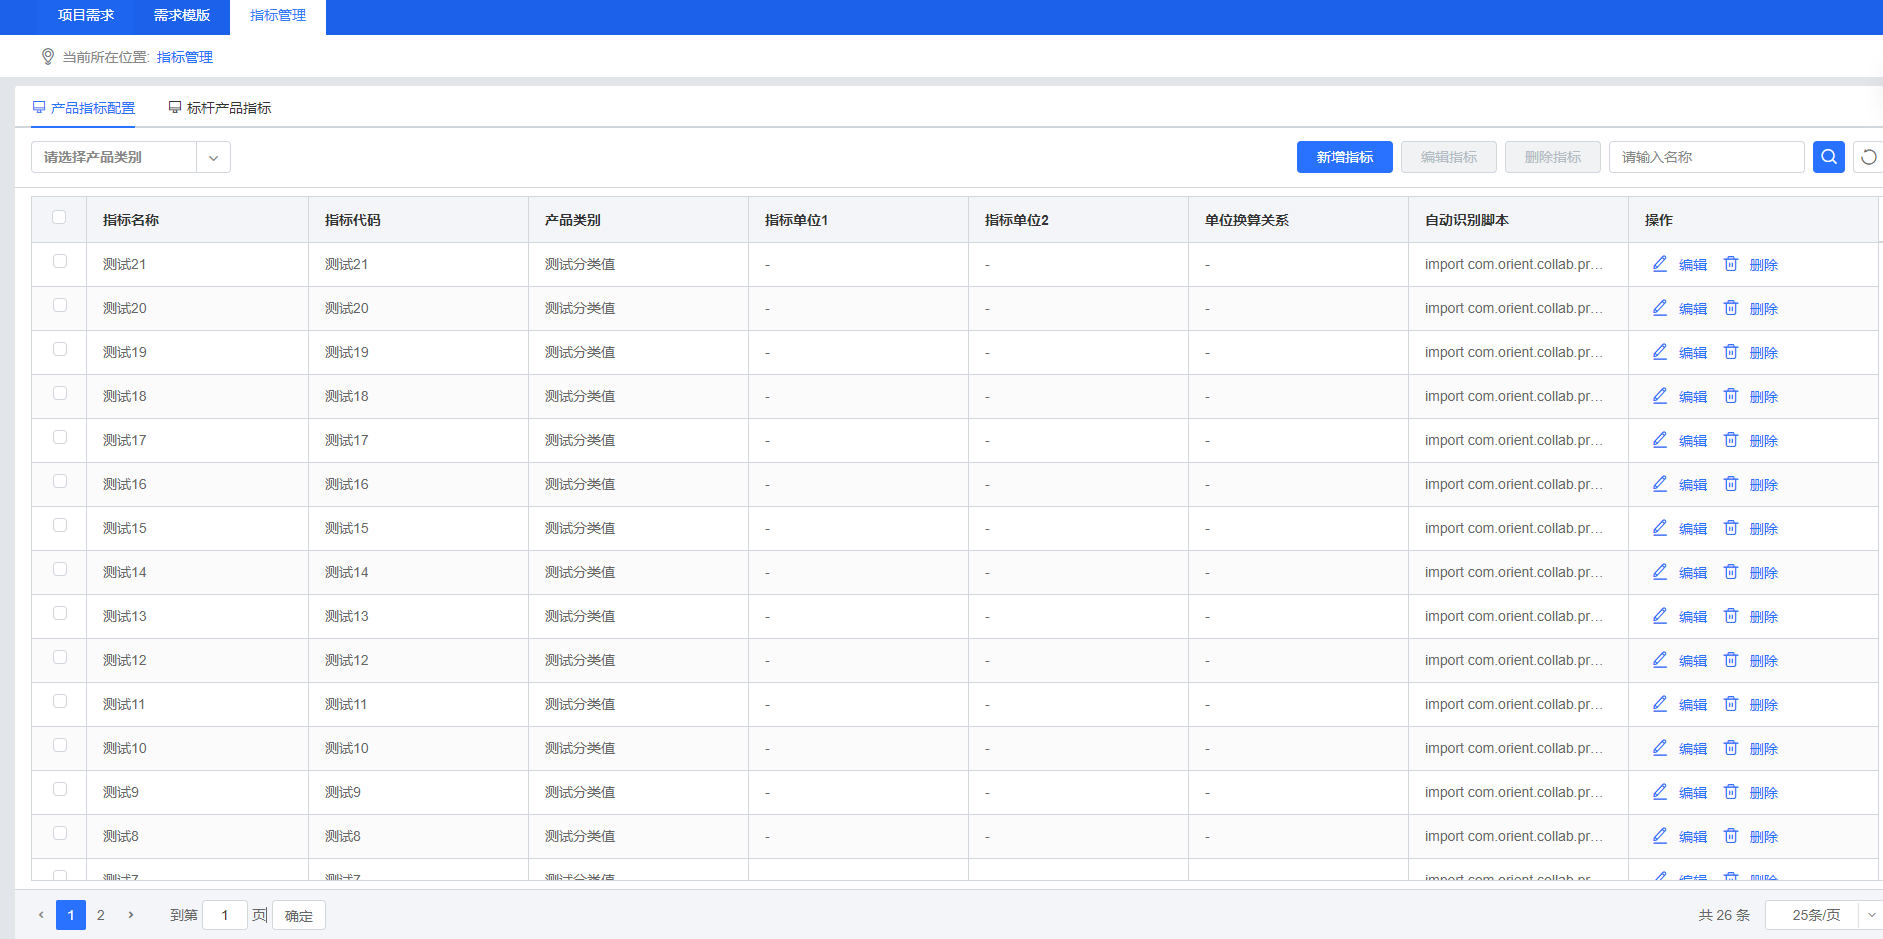 项目需求 需求模版 指标管理
当前所在位置: 指标管理
产品指标配置 标杆产品指标
请选择产品类别 新增指标 编辑指标 删除指标 请输入名称
指标名称 指标代码 产品类别 指标单位1 指标单位2 单位换算关系 自动识别脚本 操作
测试21 测试21 测试分类值 - - - import com.orient.collab.pr... 编辑 删除
测试20 测试20 测试分类值 - - - import com.orient.collab.pr... 编辑 删除
测试19 测试19 测试分类值 - - - import com.orient.collab.pr... 编辑 删除
测试18 测试18 测试分类值 - - - import com.orient.collab.pr... 编辑 删除
测试17 测试17 测试分类值 - - - import com.orient.collab.pr... 编辑 删除
测试16 测试16 测试分类值 - - - import com.orient.collab.pr... 编辑 删除
测试15 测试15 测试分类值 - - - import com.orient.collab.pr... 编辑 删除
测试14 测试14 测试分类值 - - - import com.orient.collab.pr... 编辑 删除
测试13 测试13 测试分类值 - - - import com.orient.collab.pr... 编辑 删除
测试12 测试12 测试分类值 - - - import com.orient.collab.pr... 编辑 删除
测试11 测试11 测试分类值 - - - import com.orient.collab.pr... 编辑 删除
测试10 测试10 测试分类值 - - - import com.orient.collab.pr... 编辑 删除
测试9 测试9 测试分类值 - - - import com.orient.collab.pr... 编辑 删除
测试8 测试8 测试分类值 - - - import com.orient.collab.pr... 编辑 删除
测试7 测试7 测试分类值 import com.orient.collab.pr... 编辑 删除
1 2 到第 1 页 确定 共 26 条 25条/页